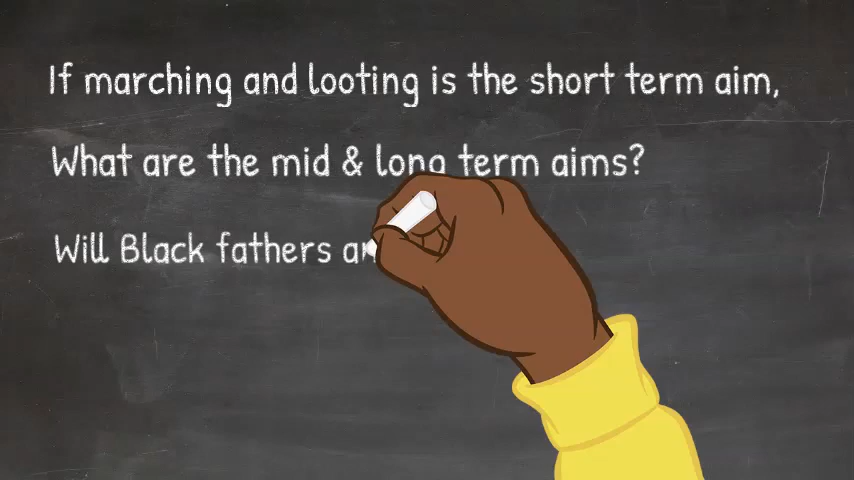 If marching and looting is the short term aim,
What are the mid & long term aims?
Will Black fathers